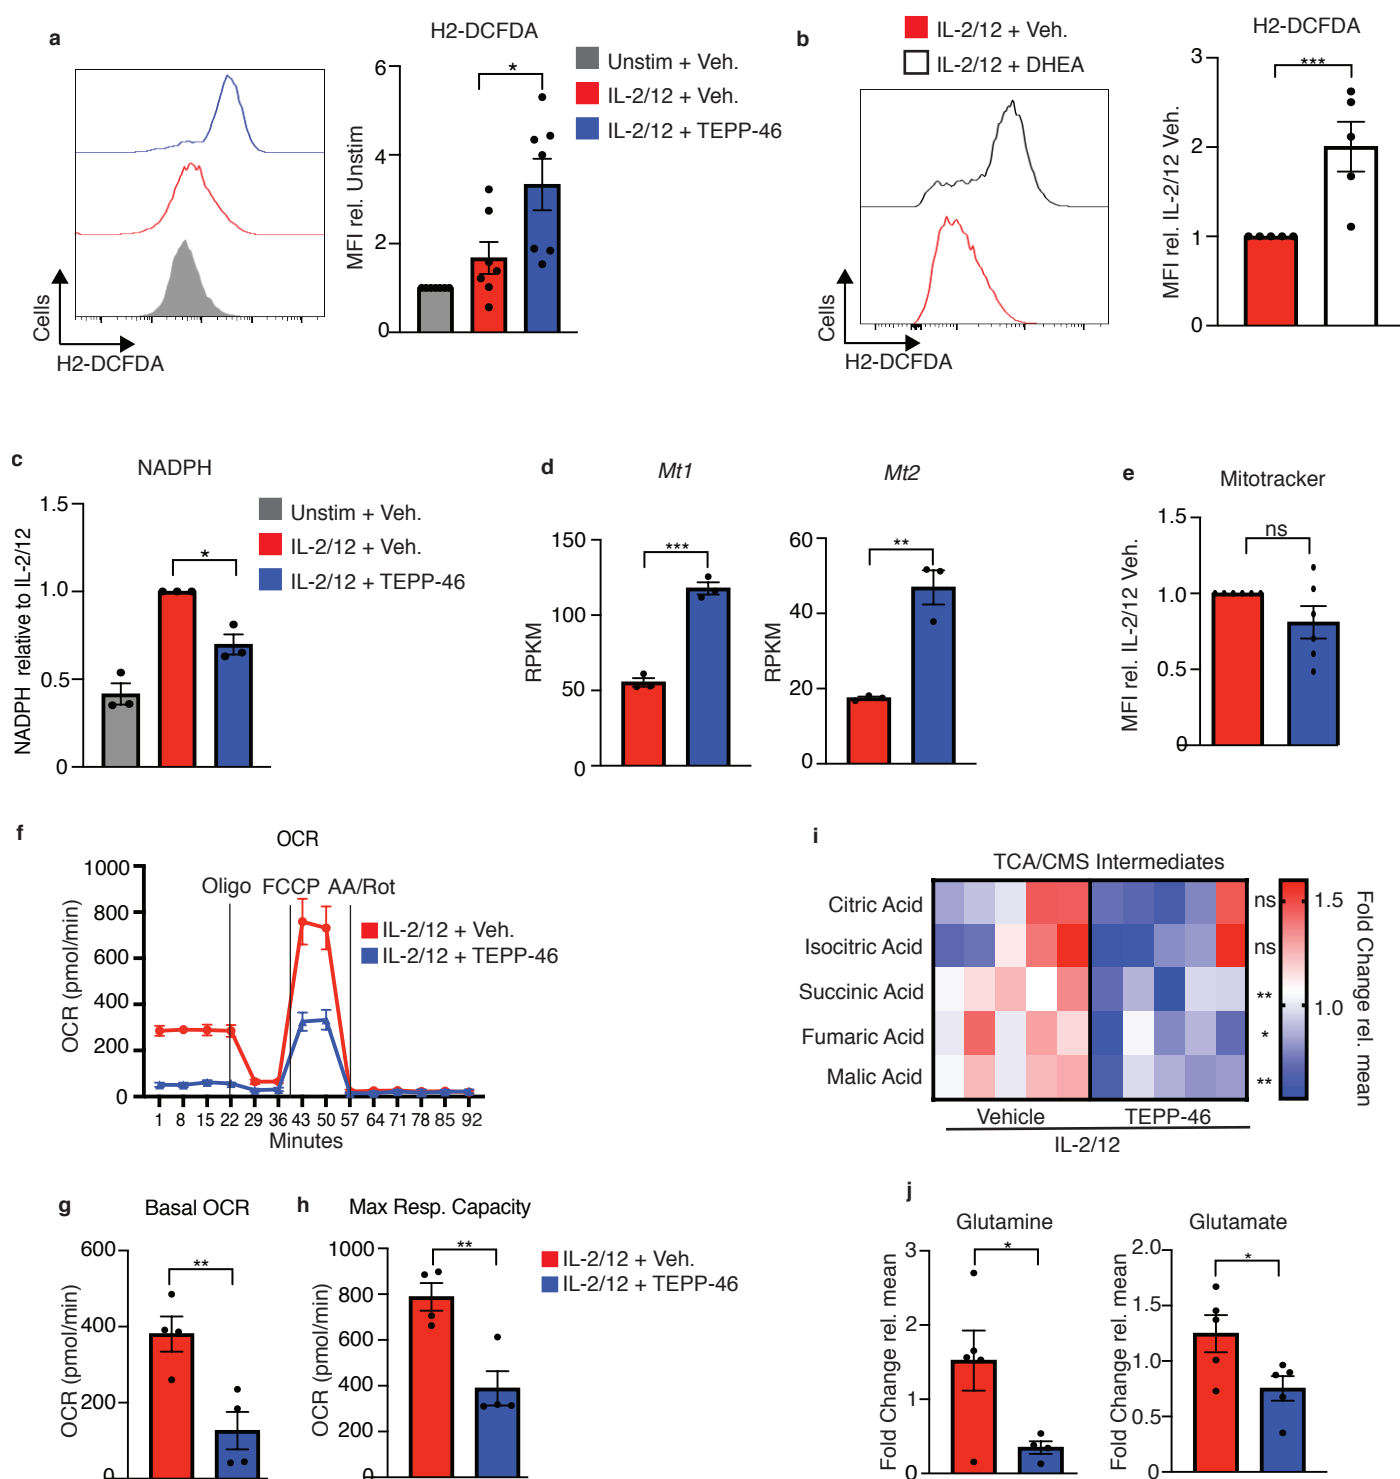 a
H2-DCFDA
Unstim + Veh.
IL-2/12 + Veh.
IL-2/12 + TEPP-46
Cells
H2-DCFDA
MFI rel. Unstim
6
4
2
0
*
b
IL-2/12 + Veh.
IL-2/12 + DHEA
Cells
H2-DCFDA
H2-DCFDA
MFI rel. IL-2/12 Veh.
3
2
1
0
***
c
NADPH
NADPH relative to IL-2/12
1.5
1.0
0.5
0
*
Unstim + Veh.
IL-2/12 + Veh.
IL-2/12 + TEPP-46
d
Mt1
RPKM
150
100
50
0
***
Mt2
RPKM
60
40
20
0
**
e
Mitotracker
MFI rel. IL-2/12 Veh.
1.5
1.0
0.5
0
ns
f
OCR
OCR (pmol/min)
1000
800
600
400
200
0
Oligo FCCP AA/Rot
IL-2/12 + Veh.
IL-2/12 + TEPP-46
1 8 15 22 29 36 43 50 57 64 71 78 85 92
Minutes
i
TCA/CMS Intermediates
Citric Acid ns
Isocitric Acid ns
Succinic Acid **
Fumaric Acid *
Malic Acid **
Vehicle TEPP-46
IL-2/12
1.5
1.0
Fold Change rel. mean
g
Basal OCR
OCR (pmol/min)
600
400
200
0
**
h
Max Resp. Capacity
OCR (pmol/min)
1000
800
600
400
200
0
**
IL-2/12 + Veh.
IL-2/12 + TEPP-46
j
Glutamine
Fold Change rel. mean
3
2
1
0
*
Glutamate
Fold Change rel. mean
2.0
1.5
1.0
0.5
0
*